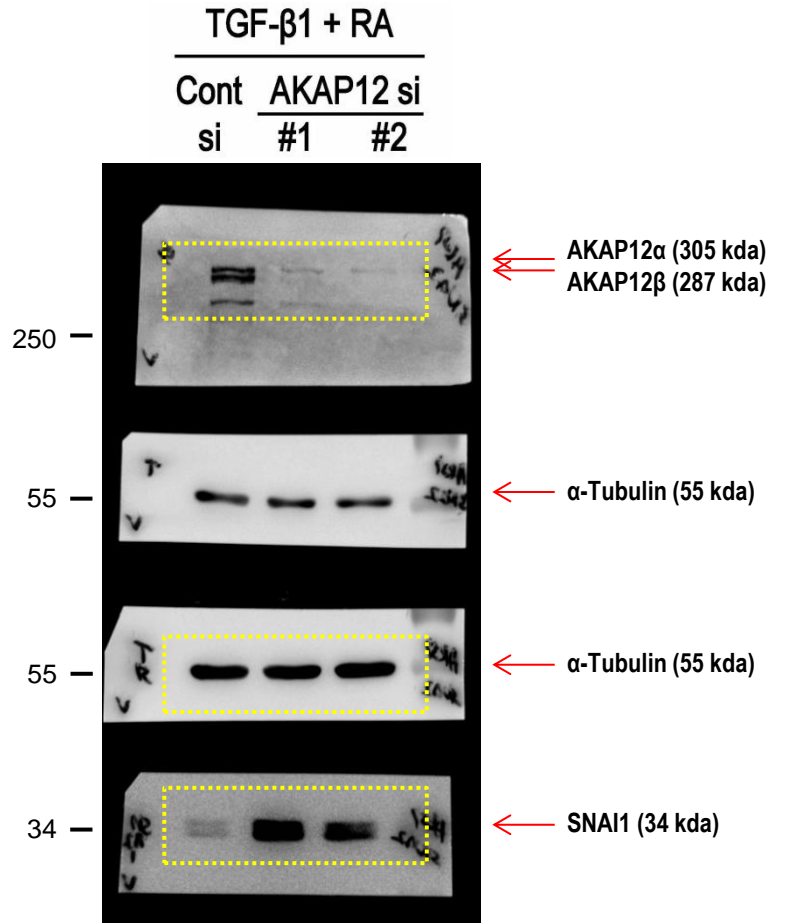 TGF-β1 + RA
Cont AKAP12 si
si #1 #2
AKAP12α (305 kda)
AKAP12β (287 kda)
250
55
α-Tubulin (55 kda)
55
α-Tubulin (55 kda)
34
SNAI1 (34 kda)